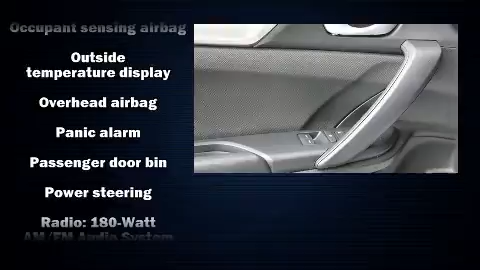 Occupant sensing airbag
Outside
temperature display
Overhead airbag
Panic alarm
Passenger door bin
Power steering
Radio: 180-Watt
AM/FM Audio System